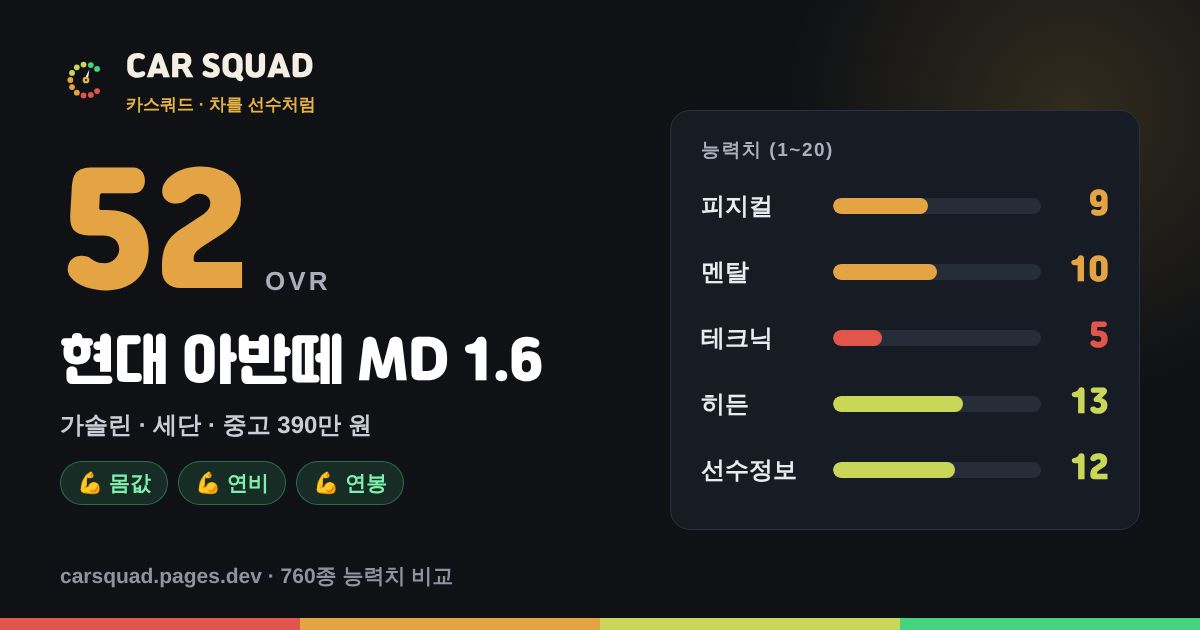 CAR SQUAD
카스쿼드 · 차를 선수처럼
52 OVR
현대 아반떼 MD 1.6
가솔린 · 세단 · 중고 390만 원
💪 몸값 💪 연비 💪 연봉
carsquad.pages.dev · 760종 능력치 비교
능력치 (1~20)
피지컬 9
멘탈 10
테크닉 5
히든 13
선수정보 12